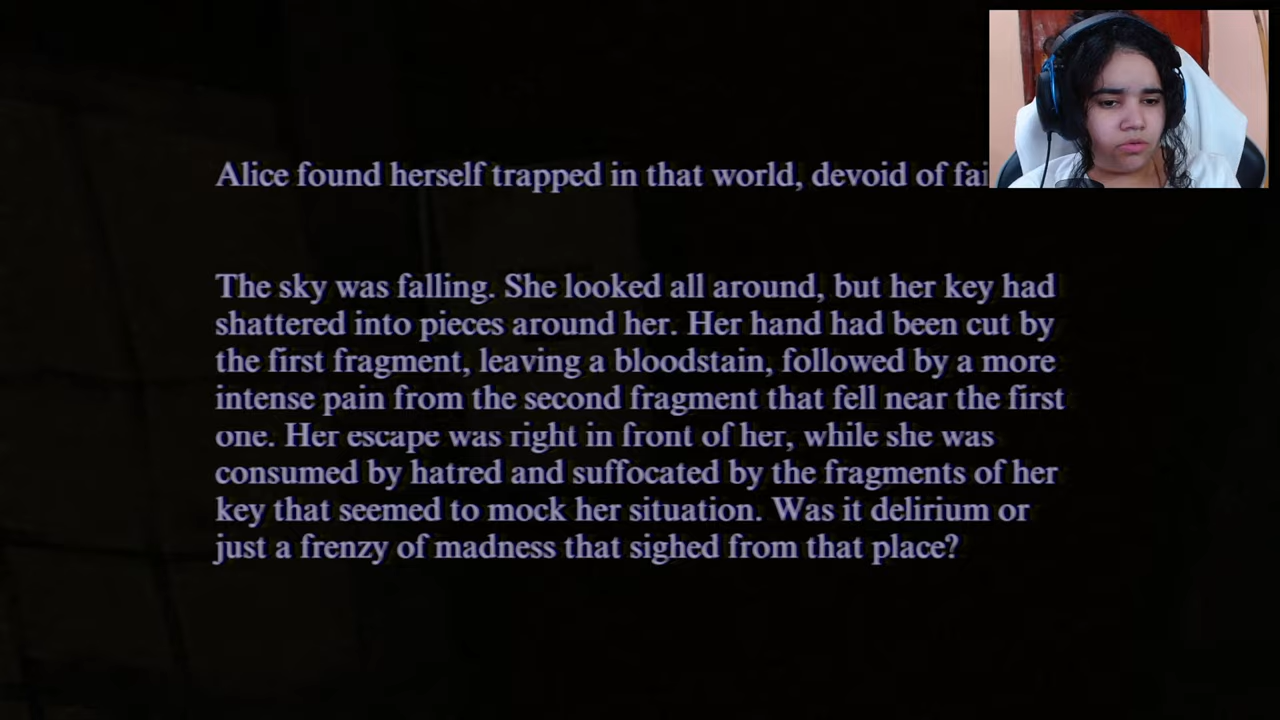 Alice found herself trapped in that world, devoid of
The sky was falling. She looked all around, but her key had
shattered into pieces around her. Her hand had been cut by
the first fragment, leaving a bloodstain, followed by a more
intense pain from the second fragment that fell near the first
one. Her escape was right in front of her, while she was
consumed by hatred and suffocated by the fragments of her
key that seemed to mock her situation. Was it delirium or
just a frenzy of madness that sighed from that place?